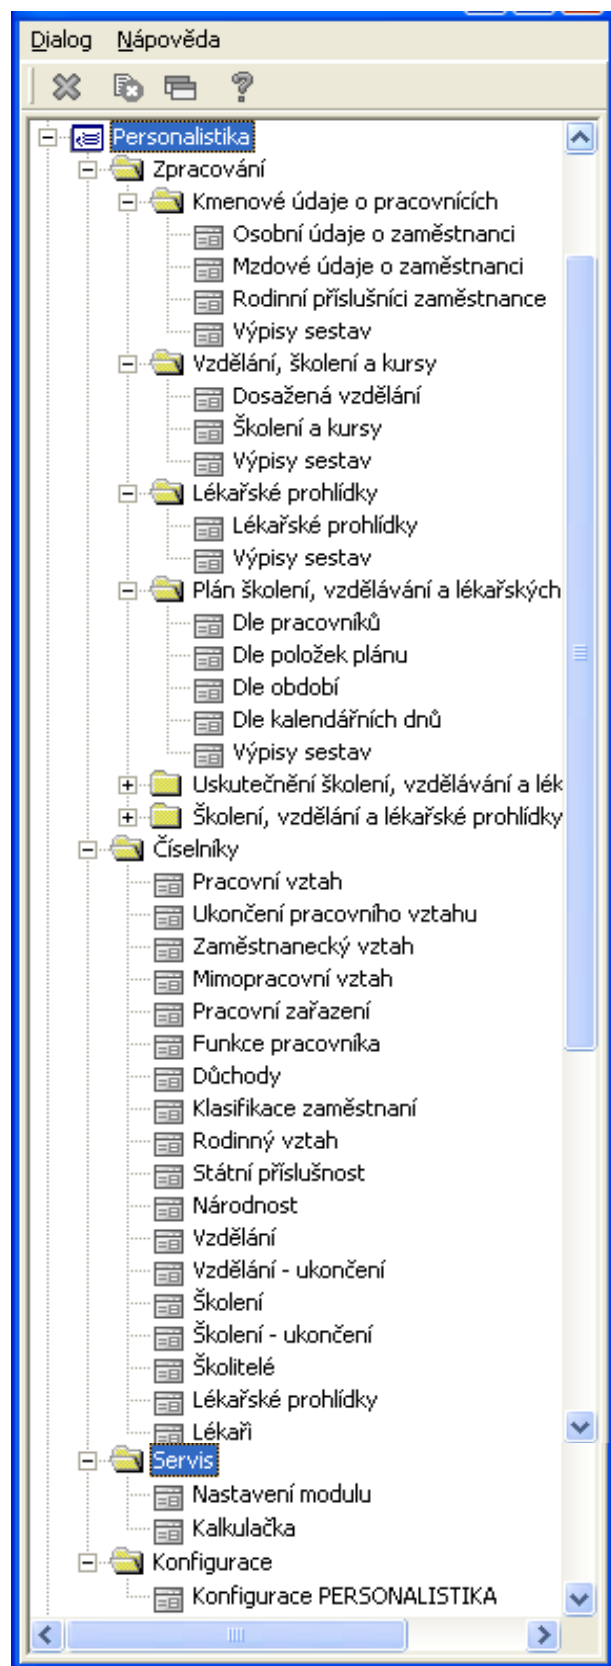 Dialog Nápověda
Personalistika
Zpracování
Kmenové údaje o pracovnících
Osobní údaje o zaměstnanci
Mzdové údaje o zaměstnanci
Rodinní příslušníci zaměstnance
Výpisy sestav
Vzdělání, školení a kursy
Dosažená vzdělání
Školení a kursy
Výpisy sestav
Lékařské prohlídky
Lékařské prohlídky
Výpisy sestav
Plán školení, vzdělávání a lékařských
Dle pracovníků
Dle položek plánu
Dle období
Dle kalendářních dnů
Výpisy sestav
Uskutečnění školení, vzdělávání a lék
Školení, vzdělání a lékařské prohlídky
Číselníky
Pracovní vztah
Ukončení pracovního vztahu
Zaměstnanecký vztah
Mimopracovní vztah
Pracovní zařazení
Funkce pracovníka
Důchody
Klasifikace zaměstnaní
Rodinný vztah
Státní příslušnost
Národnost
Vzdělání
Vzdělání - ukončení
Školení
Školení - ukončení
Školitelé
Lékařské prohlídky
Lékaři
Servis
Nastavení modulu
Kalkulačka
Konfigurace
Konfigurace PERSONALISTIKA